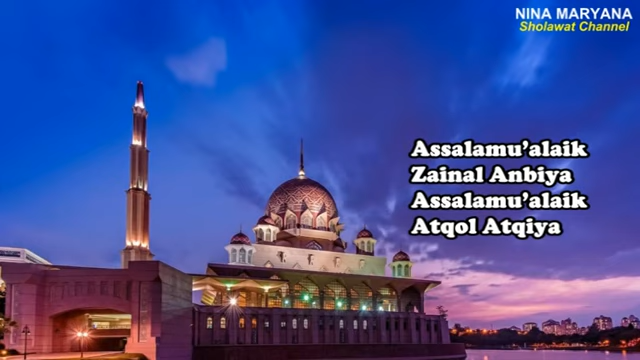 NINA MARYANA
Sholawat Channel
Assalamu’alaik
Zainal Anbiya
Assalamu’alaik
Atqol Atqiya